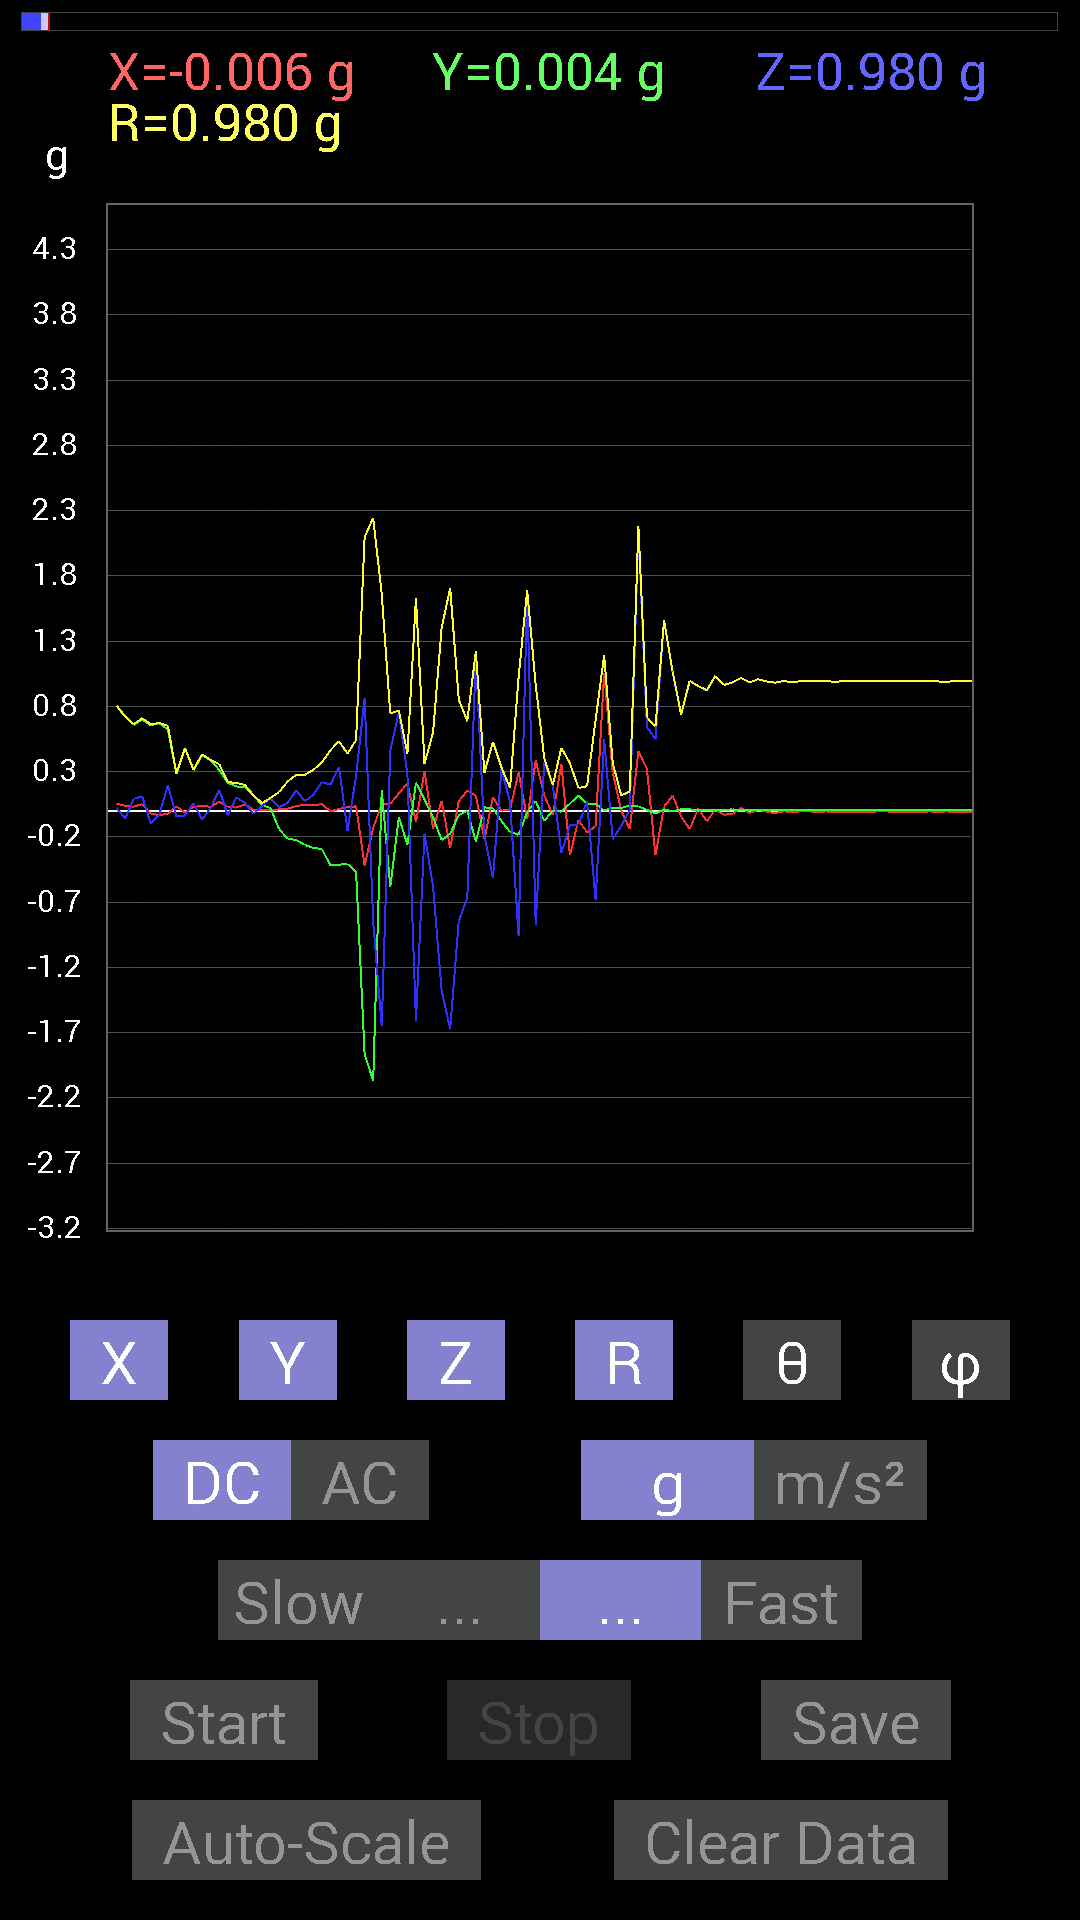 X=-0.006 g Y=0.004 g Z=0.980 g
R=0.980 g
g
4.3
3.8
3.3
2.8
2.3
1.8
1.3
0.8
0.3
-0.2
-0.7
-1.2
-1.7
-2.2
-2.7
-3.2
X Y Z R θ φ
DC AC g m/s²
Slow ... ... Fast
Start Stop Save
Auto-Scale Clear Data